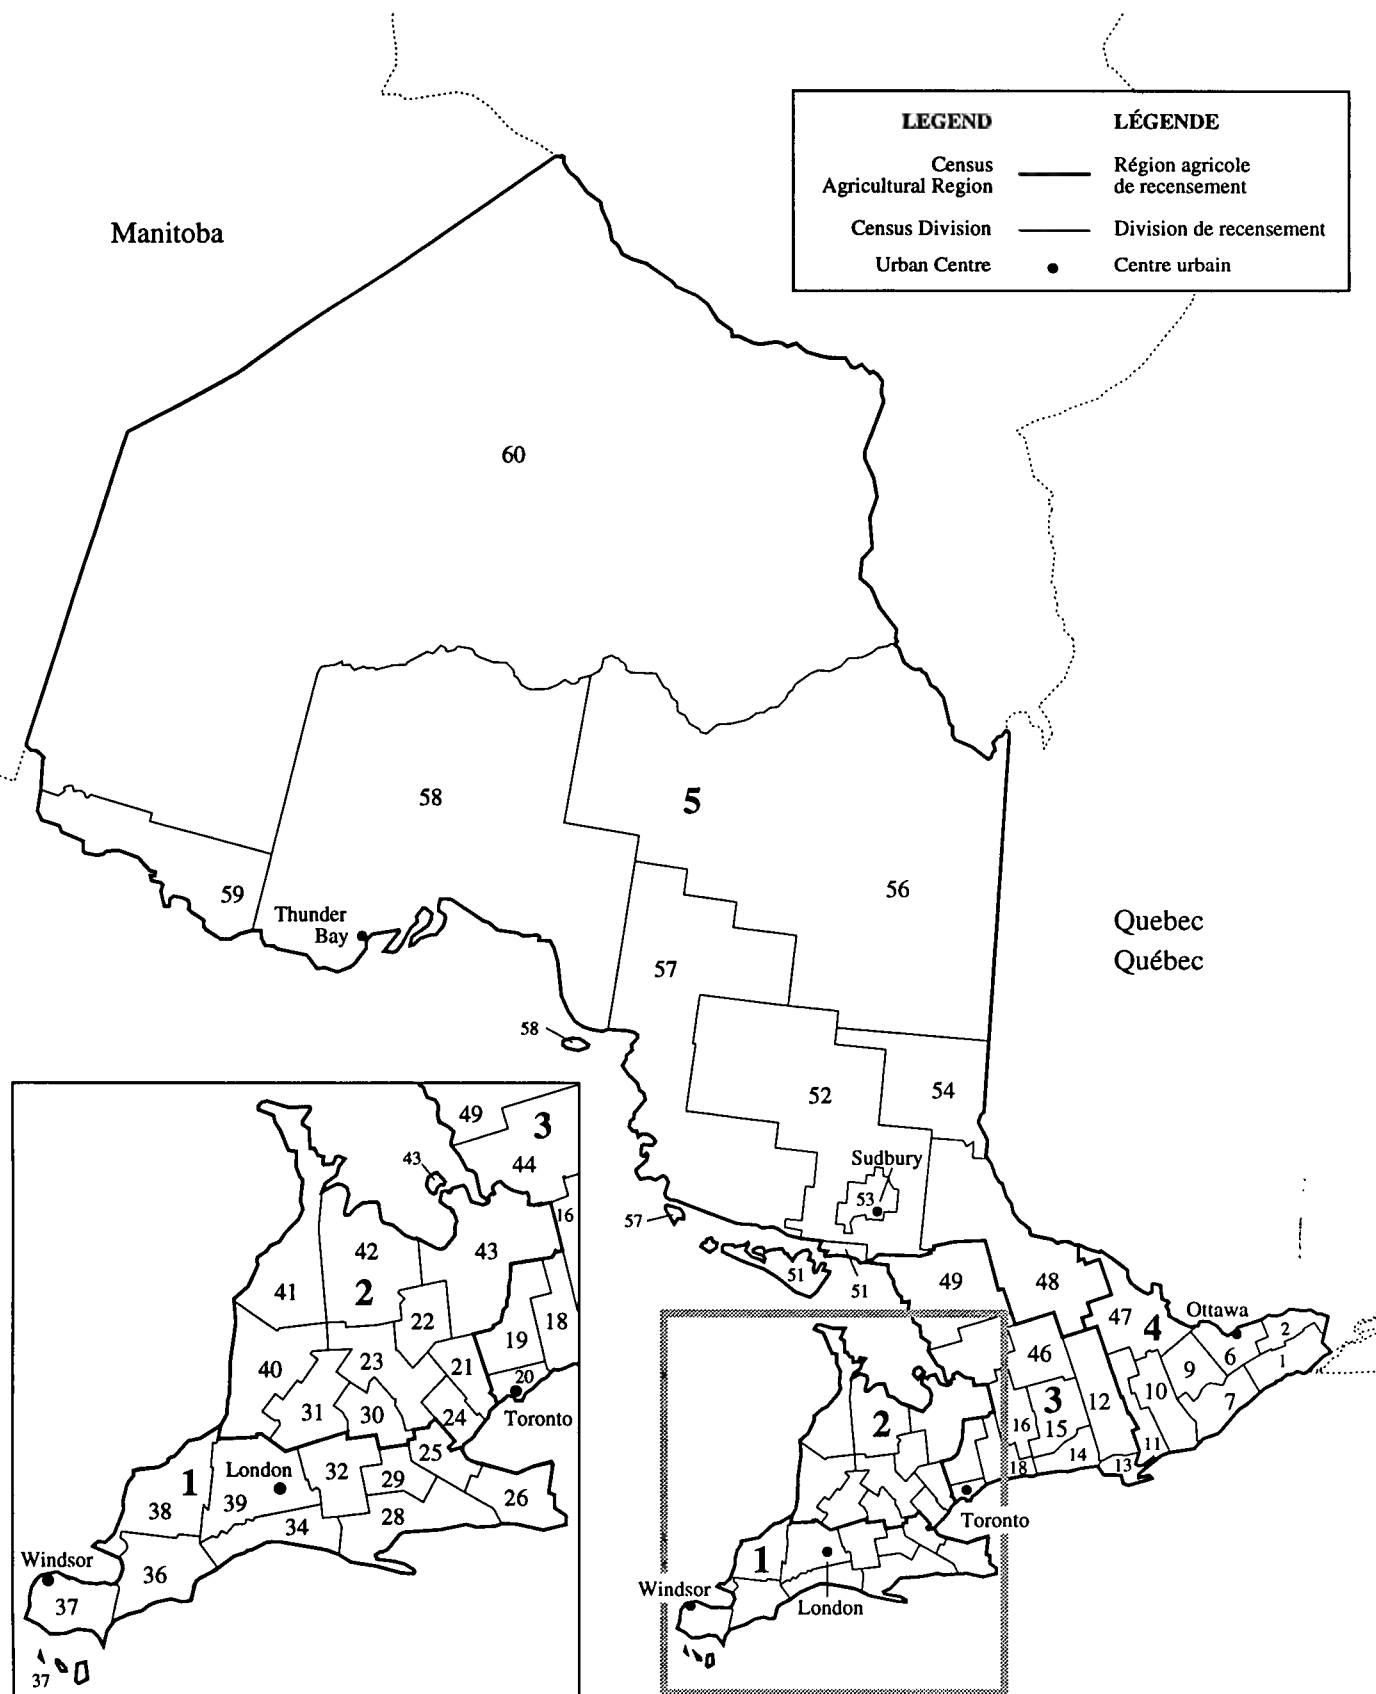 LEGEND
LÉGENDE
Census
Agricultural Region
Région agricole
de recensement
Census Division
Division de recensement
Urban Centre
Centre urbain
Manitoba
60
58
5
56
59
Thunder
Bay
Quebec
Québec
57
58
52
54
Sudbury
53
57
51
51
49
48
47
4
Ottawa
2
6
1
46
9
10
7
12
3
16
15
14
11
18
13
2
Toronto
1
Windsor
London
49
3
44
43
16
42
43
41
2
22
18
19
40
23
21
20
31
30
24
Toronto
25
1
London
32
29
38
39
26
34
28
Windsor
36
37
37